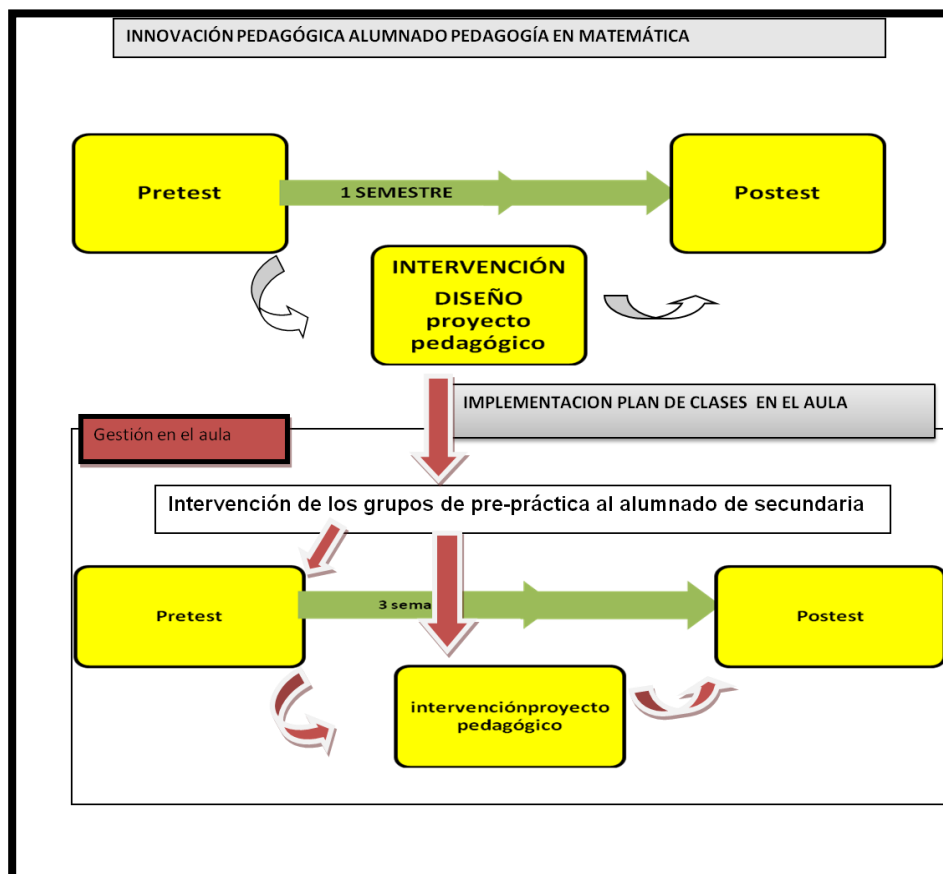 INNOVACIÓN PEDAGÓGICA ALUMNADO PEDAGOGÍA EN MATEMÁTICA
Pretest
1 SEMESTRE
Postest
INTERVENCIÓN
DISEÑO
proyecto
pedagógico
IMPLEMENTACION PLAN DE CLASES EN EL AULA
Gestión en el aula
Intervención de los grupos de pre-práctica al alumnado de secundaria
Pretest
3 sema
Postest
intervenciónproyecto
pedagógico